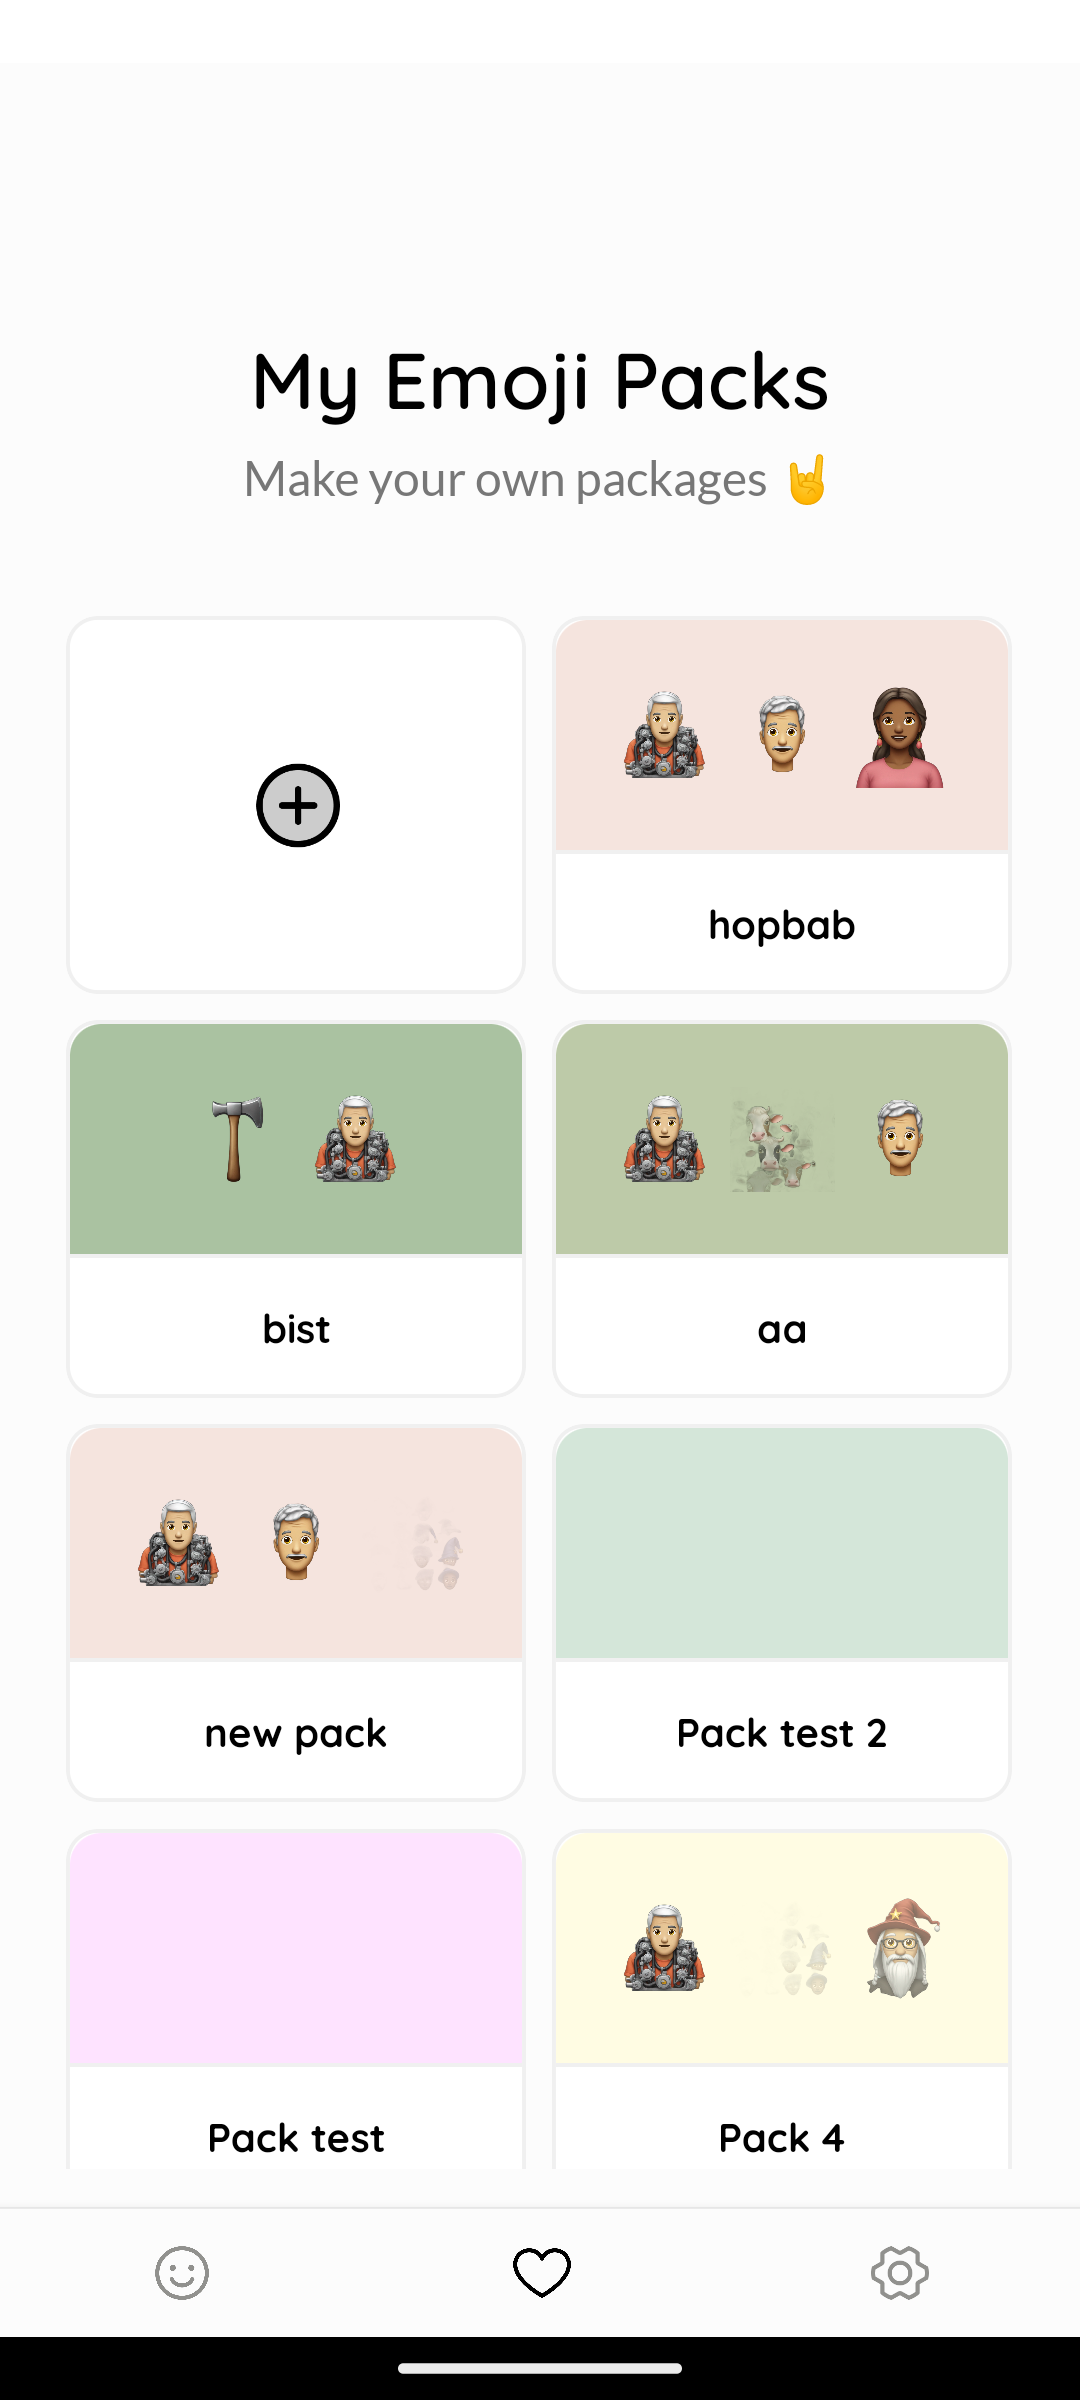 My Emoji Packs
Make your own packages 🤘
hopbab
bist
aa
new pack
Pack test 2
Pack test
Pack 4